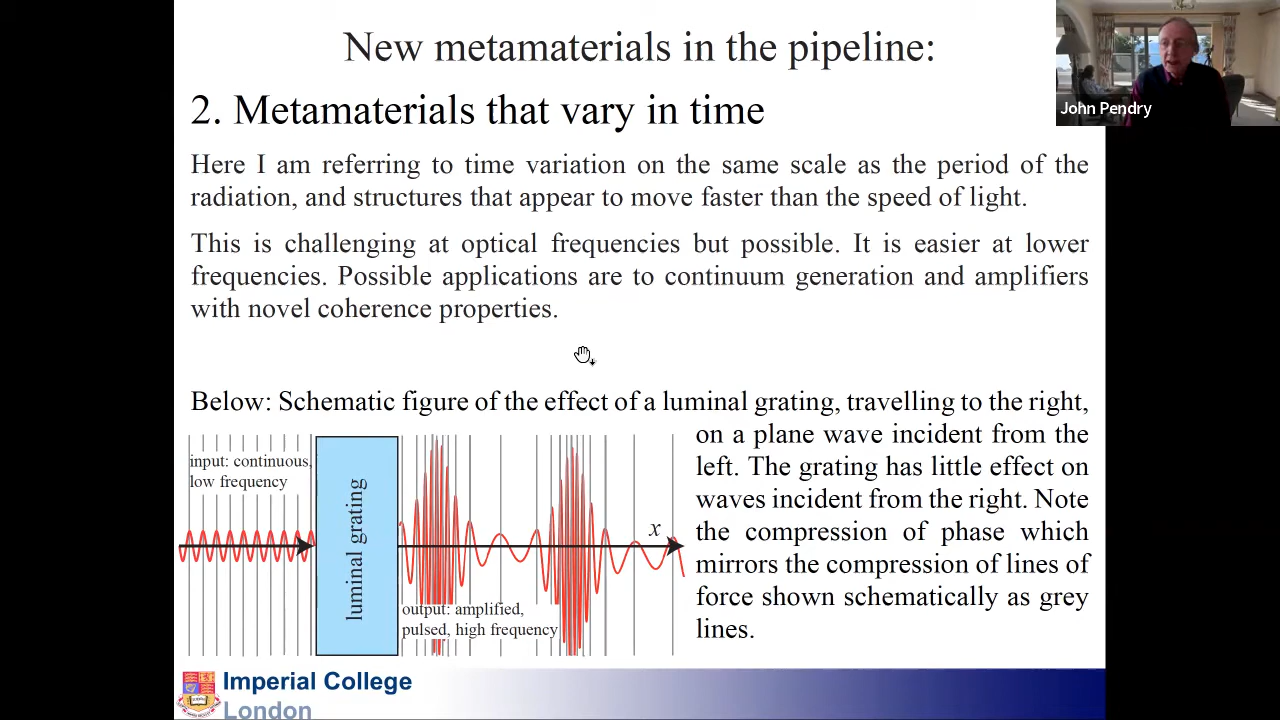 New metamaterials in the pipeline:
John Pendry
2. Metamaterials that vary in time
Here I am referring to time variation on the same scale as the period of the
radiation, and structures that appear to move faster than the speed of light.
This is challenging at optical frequencies but possible. It is easier at lower
frequencies. Possible applications are to continuum generation and amplifiers
with novel coherence properties.
Below: Schematic figure of the effect of a luminal grating, travelling to the right,
on a plane wave incident from the
left. The grating has little effect on
waves incident from the right. Note
the compression of phase which
mirrors the compression of lines of
force shown schematically as grey
lines.
input: continuous,
low frequency
luminal grating
x
output: amplified,
pulsed, high frequency
Imperial College
London